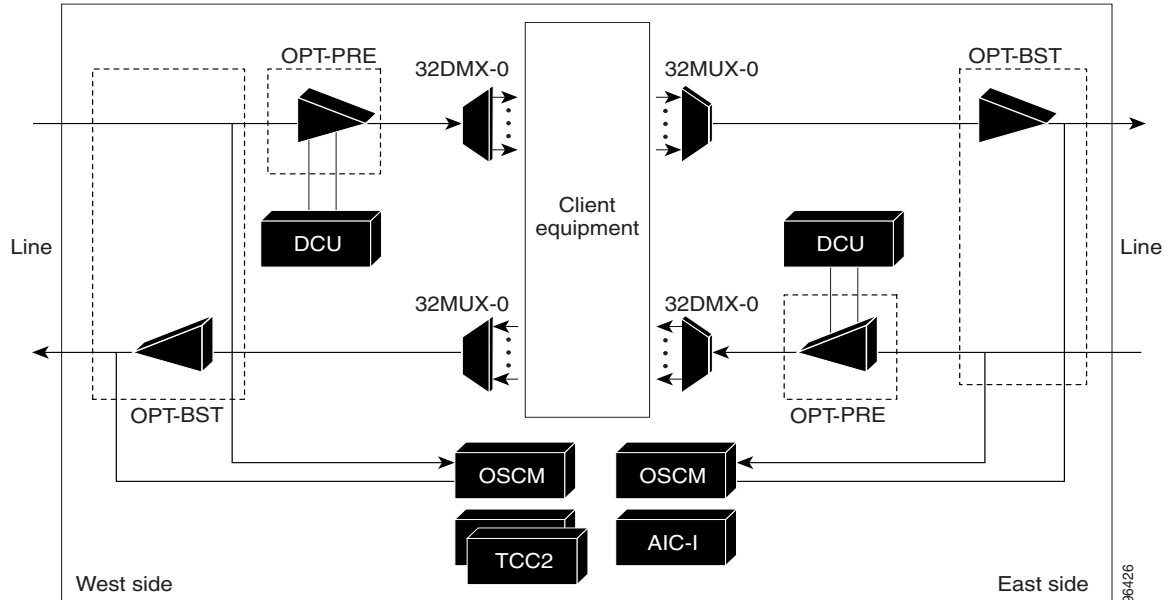 OPT-PRE
32DMX-0
32MUX-0
OPT-BST
Client
equipment
DCU
DCU
Line
Line
32MUX-0
32DMX-0
OPT-BST
OPT-PRE
OSCM
OSCM
TCC2
AIC-I
West side
East side
96426